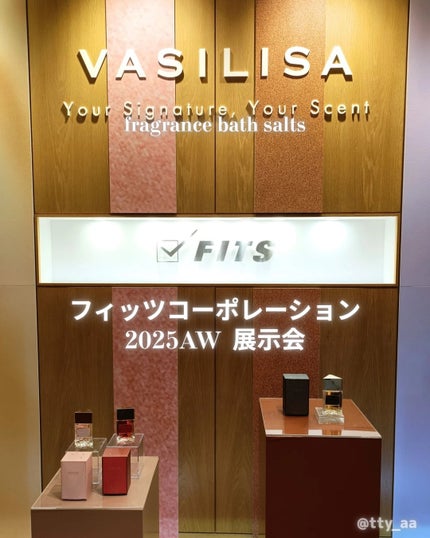 VASILISA
Your Signature, Your Scent
fragrance bath salts
FITS
フィッツコーポレーション
2025AW 展示会
@tty_aa